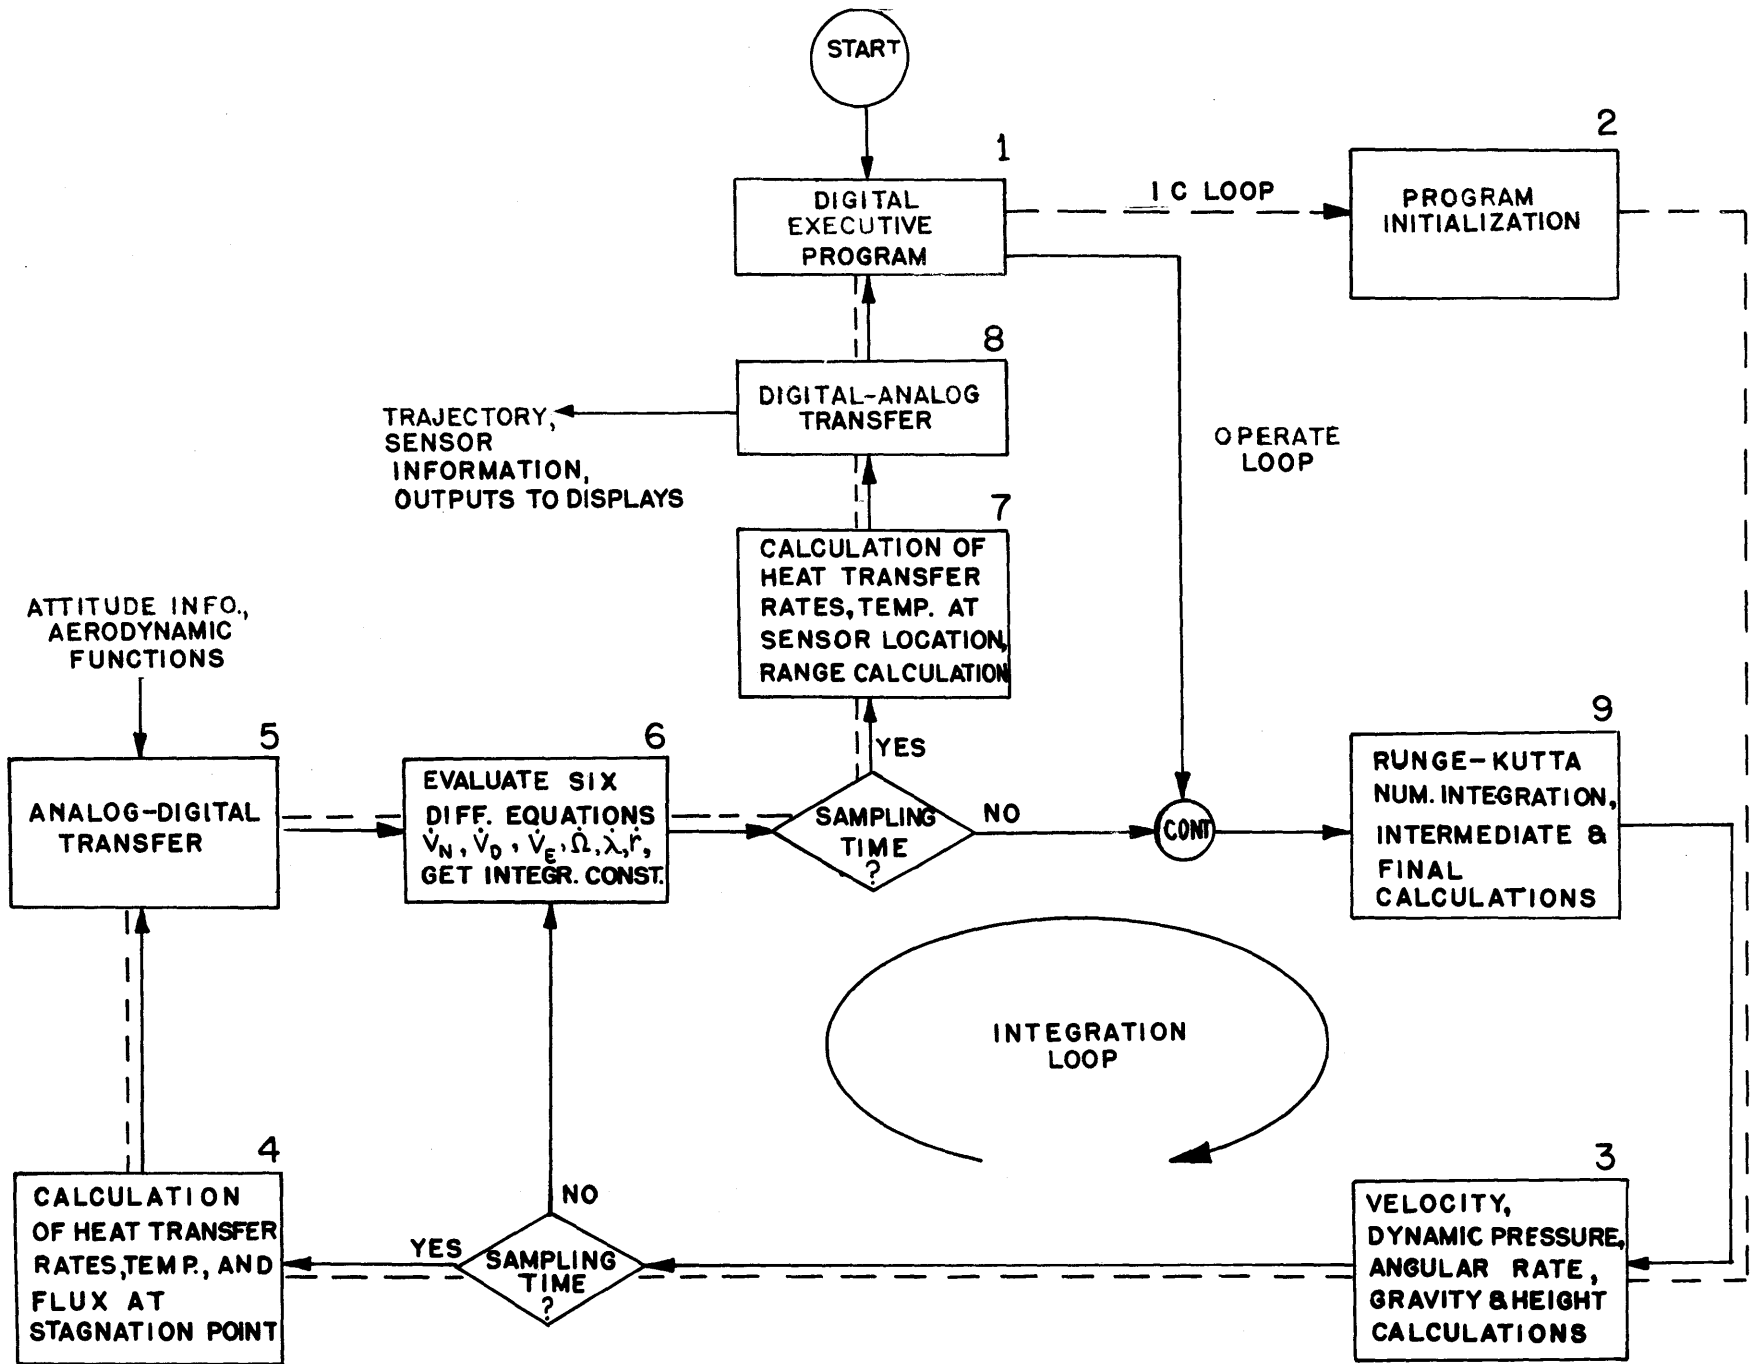 START
1
DIGITAL
EXECUTIVE
PROGRAM
I C LOOP
2
PROGRAM
INITIALIZATION
8
DIGITAL-ANALOG
TRANSFER
TRAJECTORY,
SENSOR
INFORMATION,
OUTPUTS TO DISPLAYS
OPERATE
LOOP
7
CALCULATION OF
HEAT TRANSFER
RATES, TEMP. AT
SENSOR LOCATION,
RANGE CALCULATION
ATTITUDE INFO.,
AERODYNAMIC
FUNCTIONS
5
ANALOG-DIGITAL
TRANSFER
6
EVALUATE SIX
DIFF. EQUATIONS
V̇_N, V̇_D, V̇_E, Ω̇, λ̇, ṙ,
GET INTEGR. CONST.
YES
SAMPLING
TIME
?
NO
CONT
9
RUNGE-KUTTA
NUM. INTEGRATION,
INTERMEDIATE &
FINAL
CALCULATIONS
INTEGRATION
LOOP
4
CALCULATION
OF HEAT TRANSFER
RATES, TEMP., AND
FLUX AT
STAGNATION POINT
YES
NO
SAMPLING
TIME
?
3
VELOCITY,
DYNAMIC PRESSURE,
ANGULAR RATE,
GRAVITY & HEIGHT
CALCULATIONS